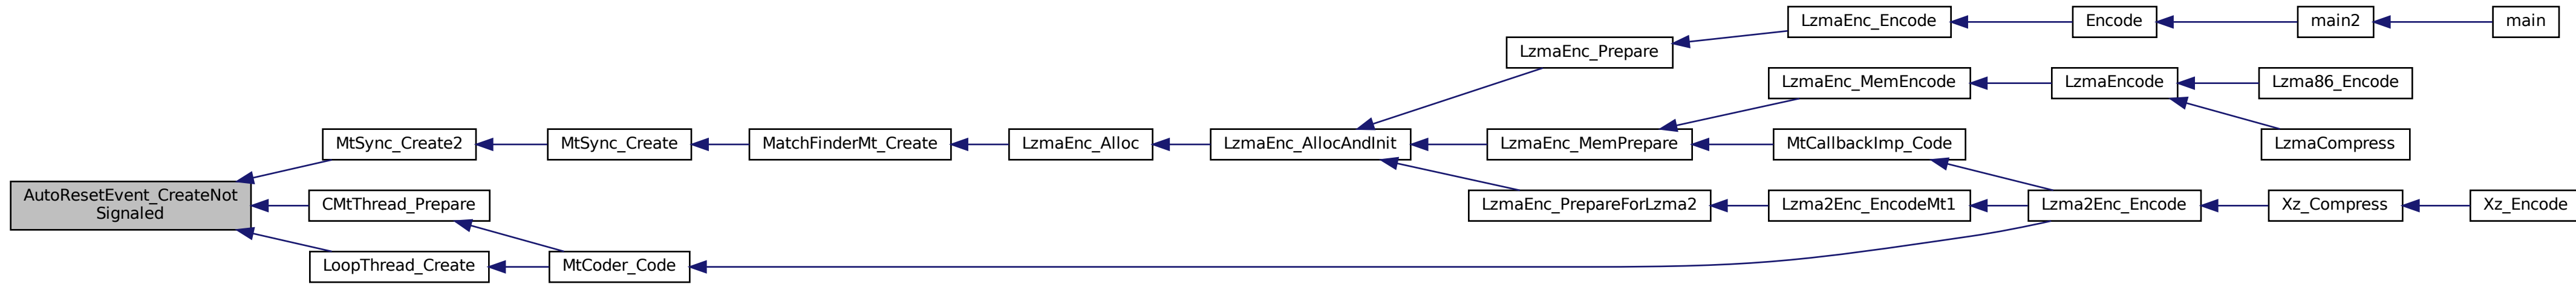 LzmaEnc_Encode
Encode
main2
main
LzmaEnc_Prepare
LzmaEnc_MemEncode
LzmaEncode
Lzma86_Encode
MtSync_Create2
MtSync_Create
MatchFinderMt_Create
LzmaEnc_Alloc
LzmaEnc_AllocAndInit
LzmaEnc_MemPrepare
MtCallbackImp_Code
LzmaCompress
AutoResetEvent_CreateNot
Signaled
CMtThread_Prepare
LzmaEnc_PrepareForLzma2
Lzma2Enc_EncodeMt1
Lzma2Enc_Encode
Xz_Compress
Xz_Encode
LoopThread_Create
MtCoder_Code